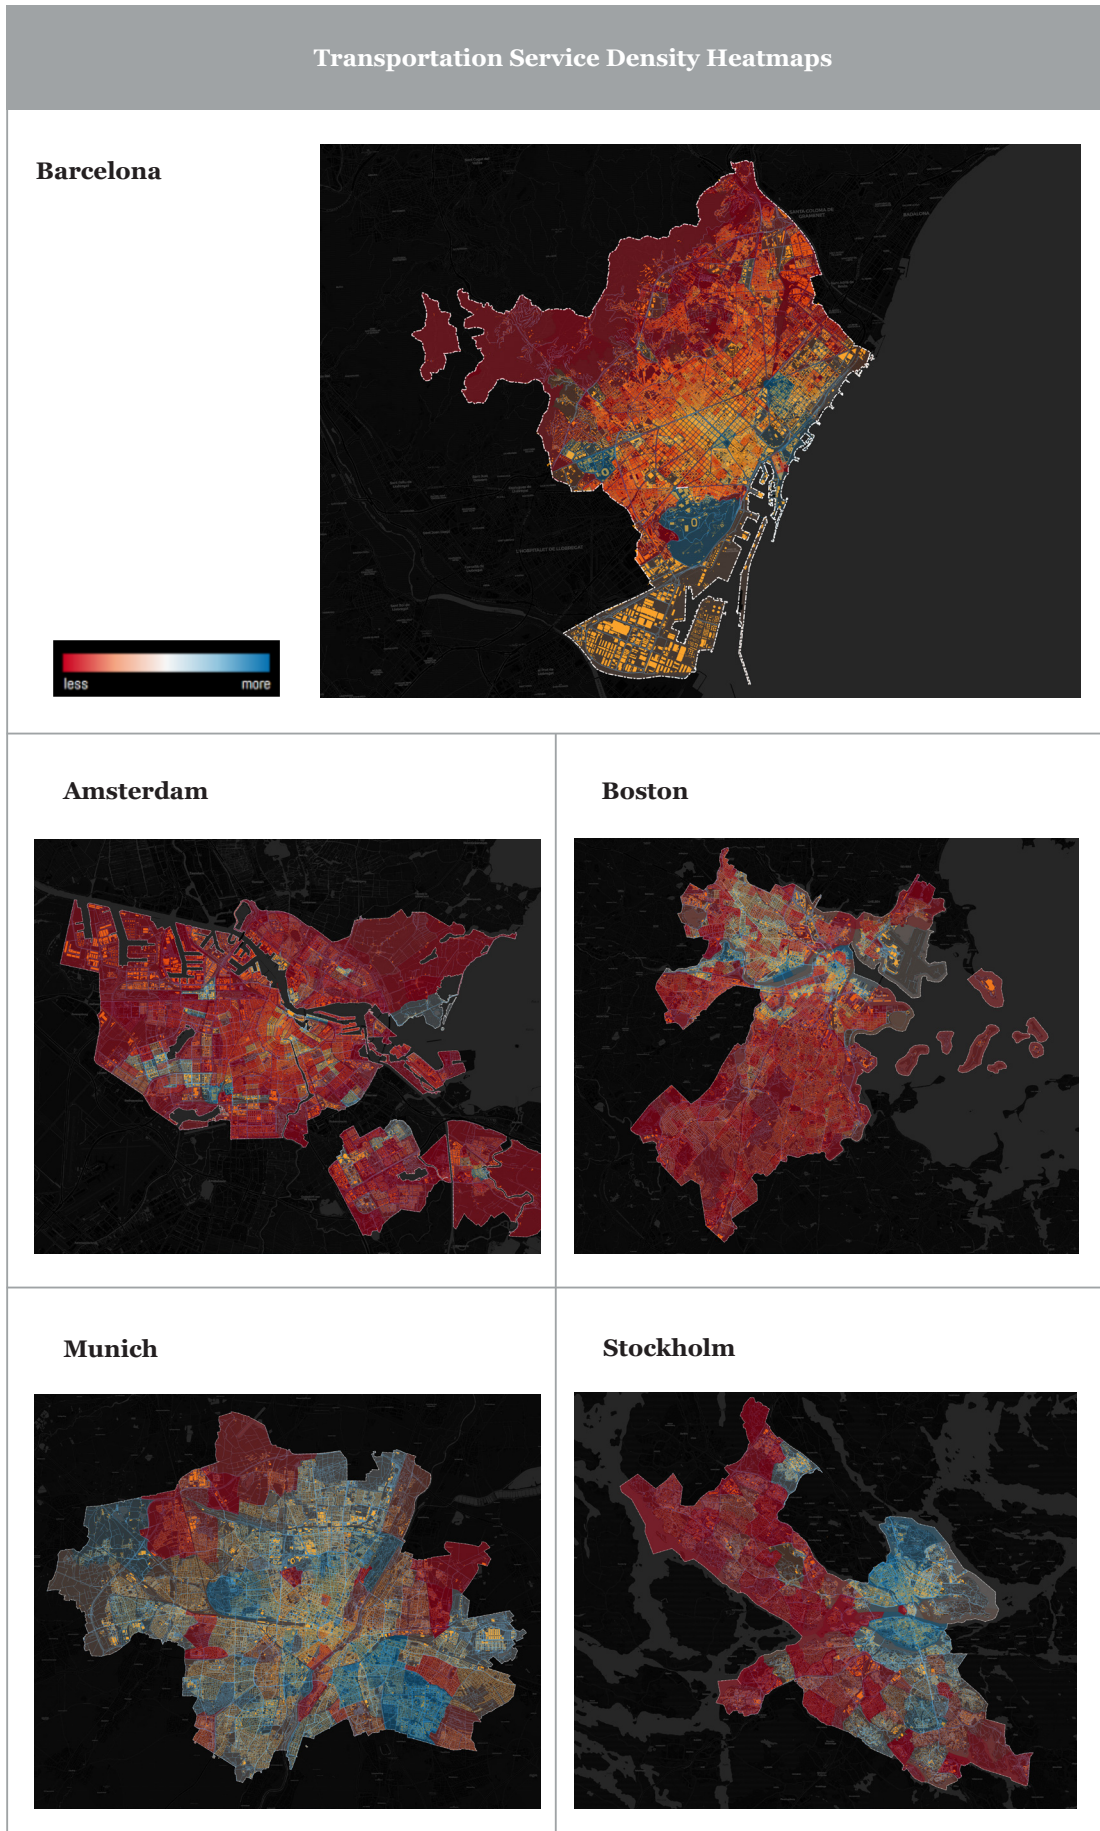 Transportation Service Density Heatmaps
Barcelona
less more
Amsterdam
Boston
Munich
Stockholm